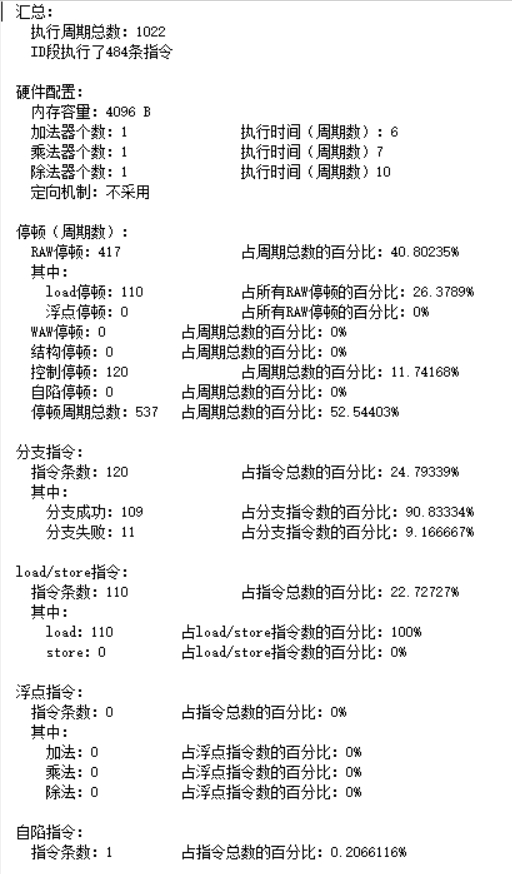 汇总:
执行周期总数: 1022
ID段执行了484条指令
硬件配置:
内存容量: 4096 B
加法器个数: 1 执行时间（周期数）: 6
乘法器个数: 1 执行时间（周期数）7
除法器个数: 1 执行时间（周期数）10
定向机制: 不采用
停顿（周期数）:
RAW停顿: 417 占周期总数的百分比: 40.80235%
其中:
load停顿: 110 占所有RAW停顿的百分比: 26.3789%
浮点停顿: 0 占所有RAW停顿的百分比: 0%
WAW停顿: 0 占周期总数的百分比: 0%
结构停顿: 0 占周期总数的百分比: 0%
控制停顿: 120 占周期总数的百分比: 11.74168%
自陷停顿: 0 占周期总数的百分比: 0%
停顿周期总数: 537 占周期总数的百分比: 52.54403%
分支指令:
指令条数: 120 占指令总数的百分比: 24.79339%
其中:
分支成功: 109 占分支指令数的百分比: 90.83334%
分支失败: 11 占分支指令数的百分比: 9.166667%
load/store指令:
指令条数: 110 占指令总数的百分比: 22.72727%
其中:
load: 110 占load/store指令数的百分比: 100%
store: 0 占load/store指令数的百分比: 0%
浮点指令:
指令条数: 0 占指令总数的百分比: 0%
其中:
加法: 0 占浮点指令数的百分比: 0%
乘法: 0 占浮点指令数的百分比: 0%
除法: 0 占浮点指令数的百分比: 0%
自陷指令:
指令条数: 1 占指令总数的百分比: 0.2066116%